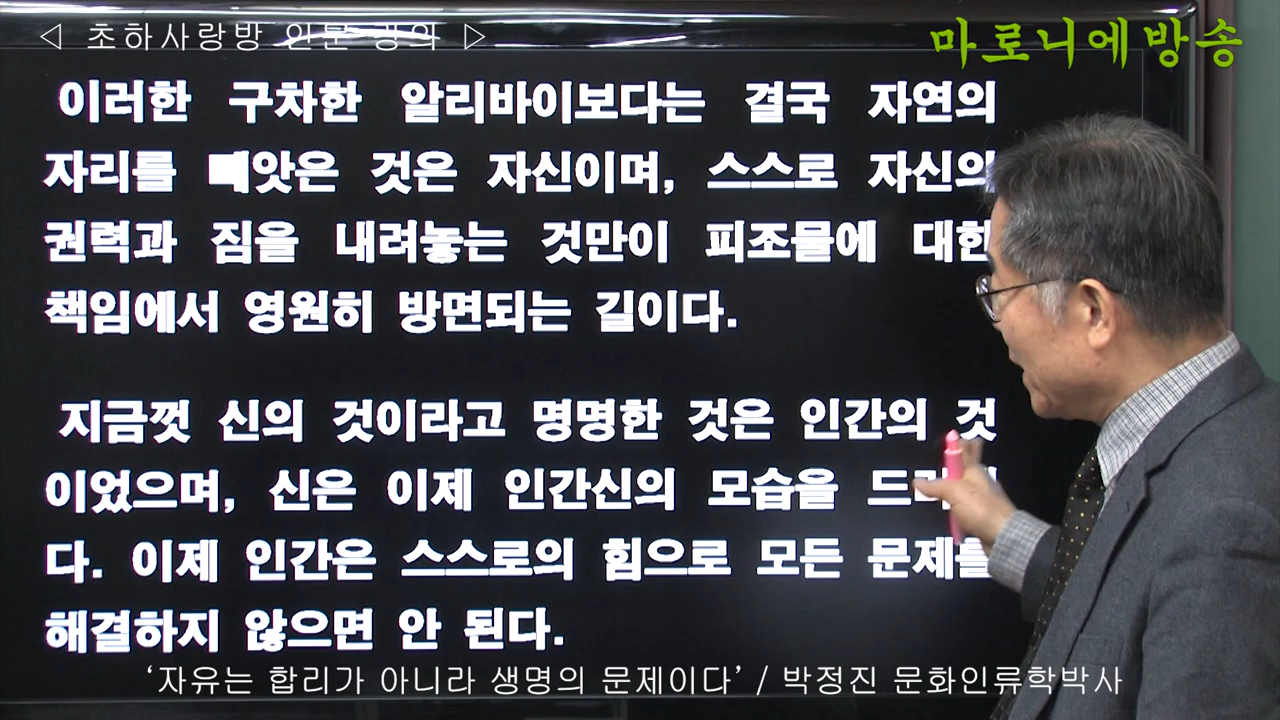 ◁ 초하사랑방 인문 강의 ▷
마로니에방송
이러한 구차한 알리바이보다는 결국 자연의
자리를 빼앗은 것은 자신이며, 스스로 자신의
권력과 짐을 내려놓는 것만이 피조물에 대한
책임에서 영원히 방면되는 길이다.
지금껏 신의 것이라고 명명한 것은 인간의 것
이었으며, 신은 이제 인간신의 모습을
다. 이제 인간은 스스로의 힘으로 모든 문제를
해결하지 않으면 안 된다.
‘자유는 합리가 아니라 생명의 문제이다’ / 박정진 문화인류학박사